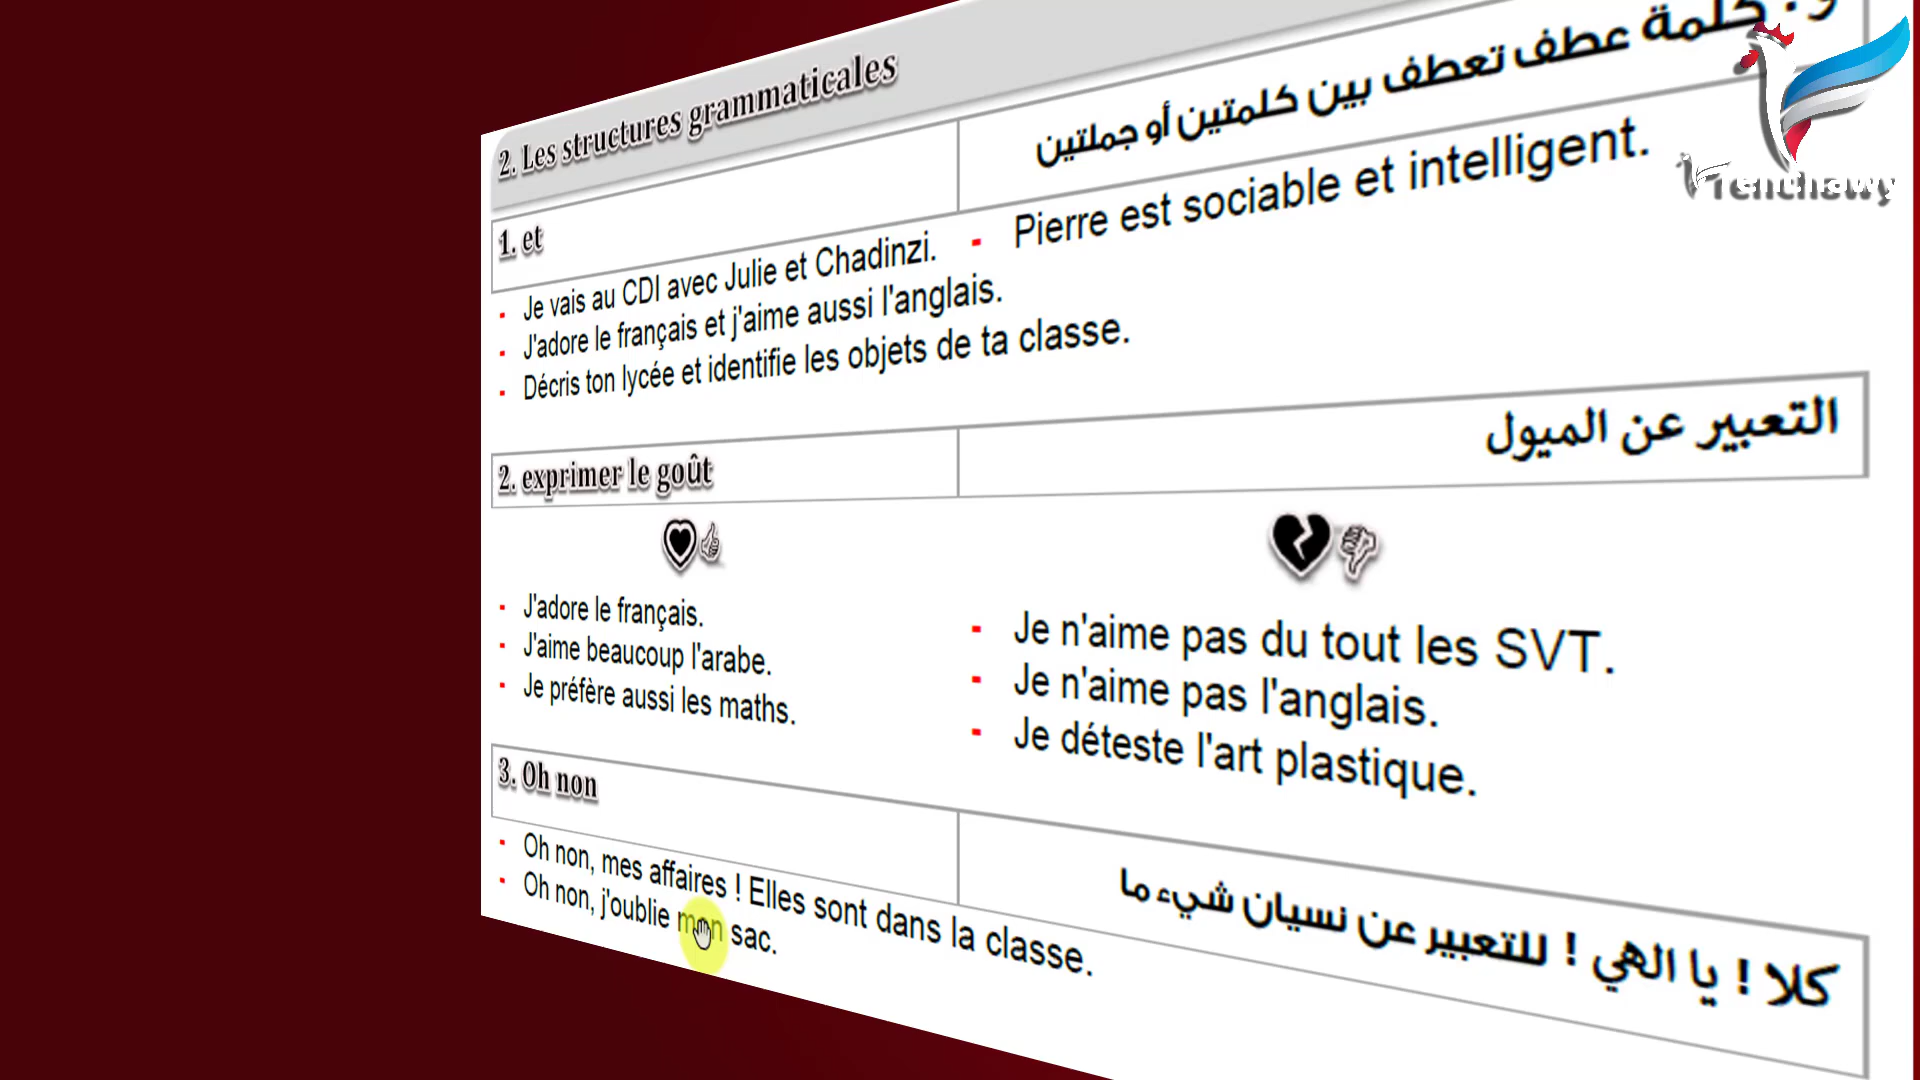 2. Les structures grammaticales
1. et
و : كلمة عطف تعطف بين كلمتين أو جملتين
- Je vais au CDI avec Julie et Chadinzi.
- Pierre est sociable et intelligent.
- J'adore le français et j'aime aussi l'anglais.
- Décris ton lycée et identifie les objets de ta classe.
2. exprimer le goût
التعبير عن الميول
- J'adore le français.
- J'aime beaucoup l'arabe.
- Je préfère aussi les maths.
- Je n'aime pas du tout les SVT.
- Je n'aime pas l'anglais.
- Je déteste l'art plastique.
3. Oh non
كلا ! يا الهي ! للتعبير عن نسيان شيء ما
- Oh non, mes affaires ! Elles sont dans la classe.
- Oh non, j'oublie mon sac.
Frenchawy